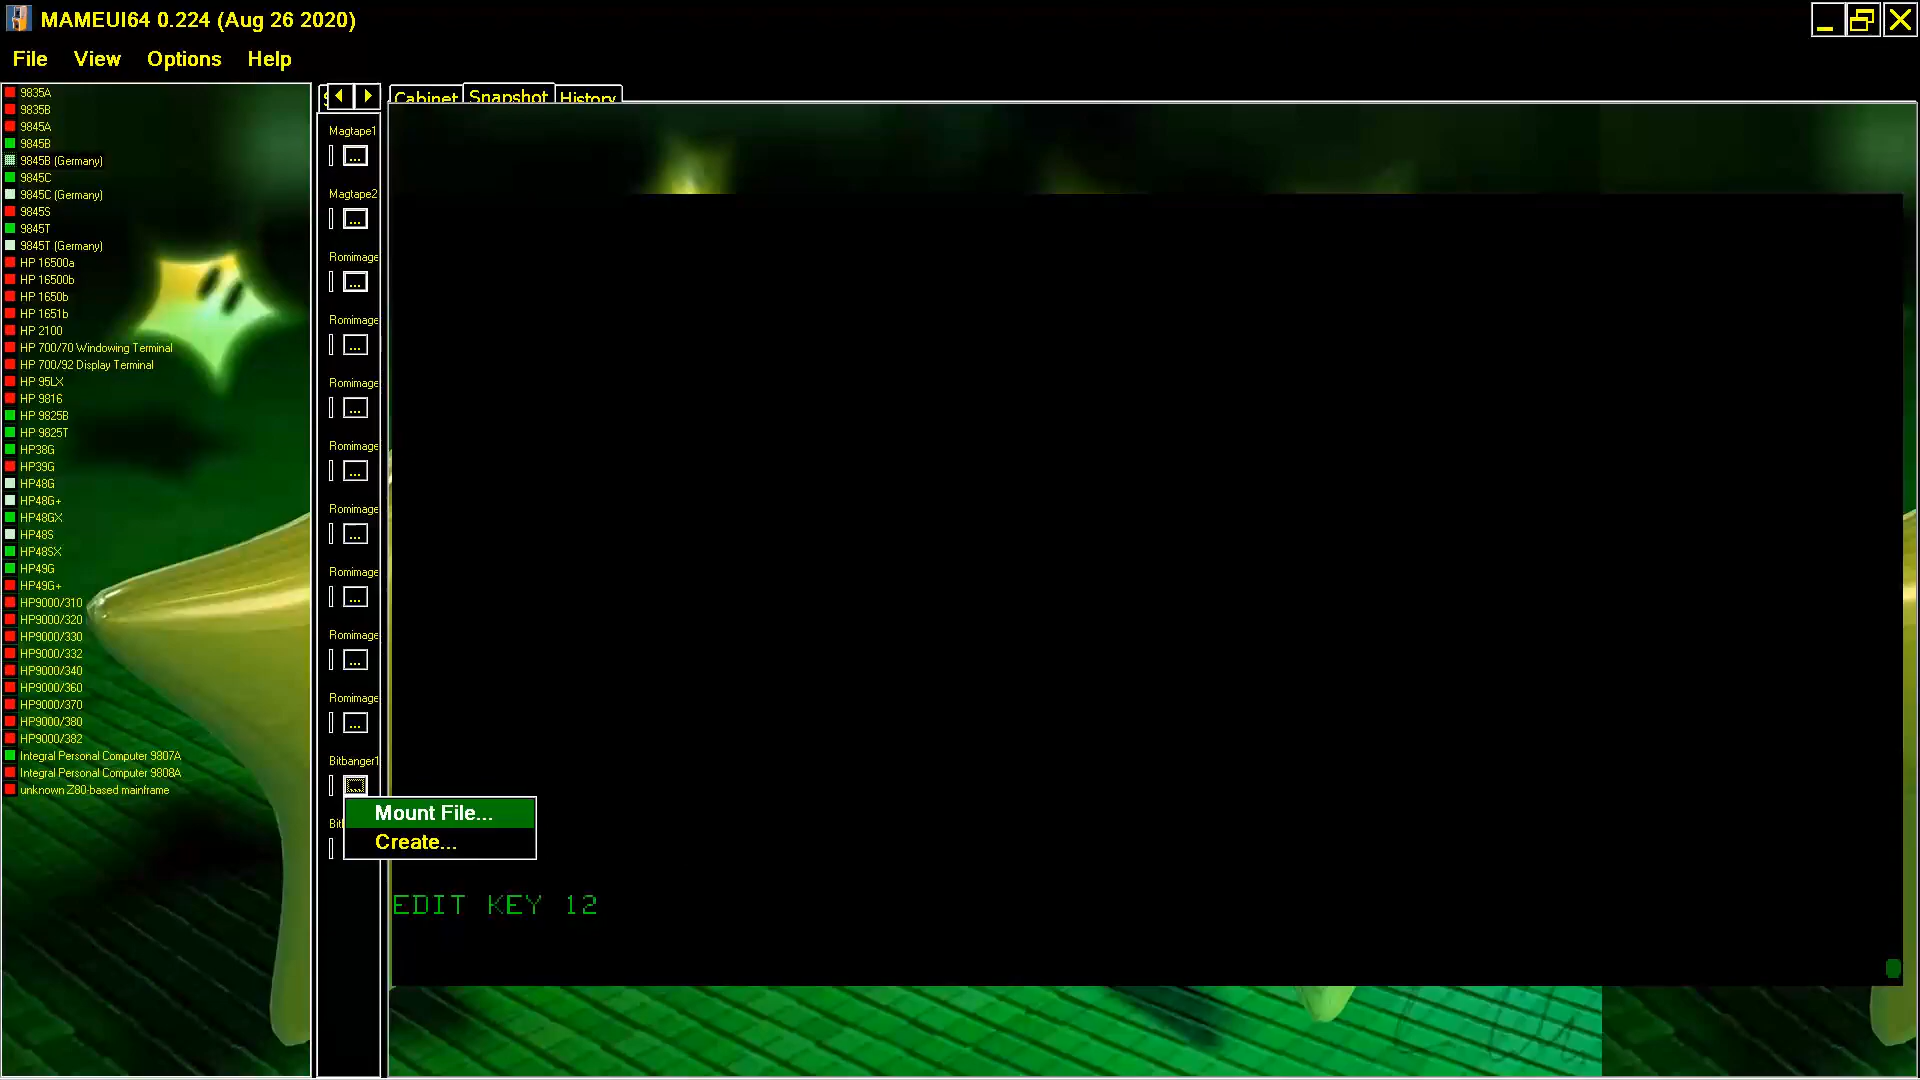 MAMEUI64 0.224 (Aug 26 2020)
File View Options Help
9835A
9835B
9845A
9845B
9845B (Germany)
9845C
9845C (Germany)
9845S
9845T
9845T (Germany)
HP 16500a
HP 16500b
HP 1650b
HP 1651b
HP 2100
HP 700/70 Windowing Terminal
HP 700/92 Display Terminal
HP 95LX
HP 9816
HP 9825B
HP 9825T
HP38G
HP39G
HP48G
HP48G+
HP48GX
HP48S
HP48SX
HP49G
HP49G+
HP9000/310
HP9000/320
HP9000/330
HP9000/332
HP9000/340
HP9000/360
HP9000/370
HP9000/380
HP9000/382
Integral Personal Computer 9807A
Integral Personal Computer 9808A
unknown Z80-based mainframe
Magtape1
...
Magtape2
...
Romimage
...
Romimage
...
Romimage
...
Romimage
...
Romimage
...
Romimage
...
Romimage
...
Romimage
...
Bitbanger1
...
Mount File...
Create...
Cabinet Snapshot History
EDIT KEY 12